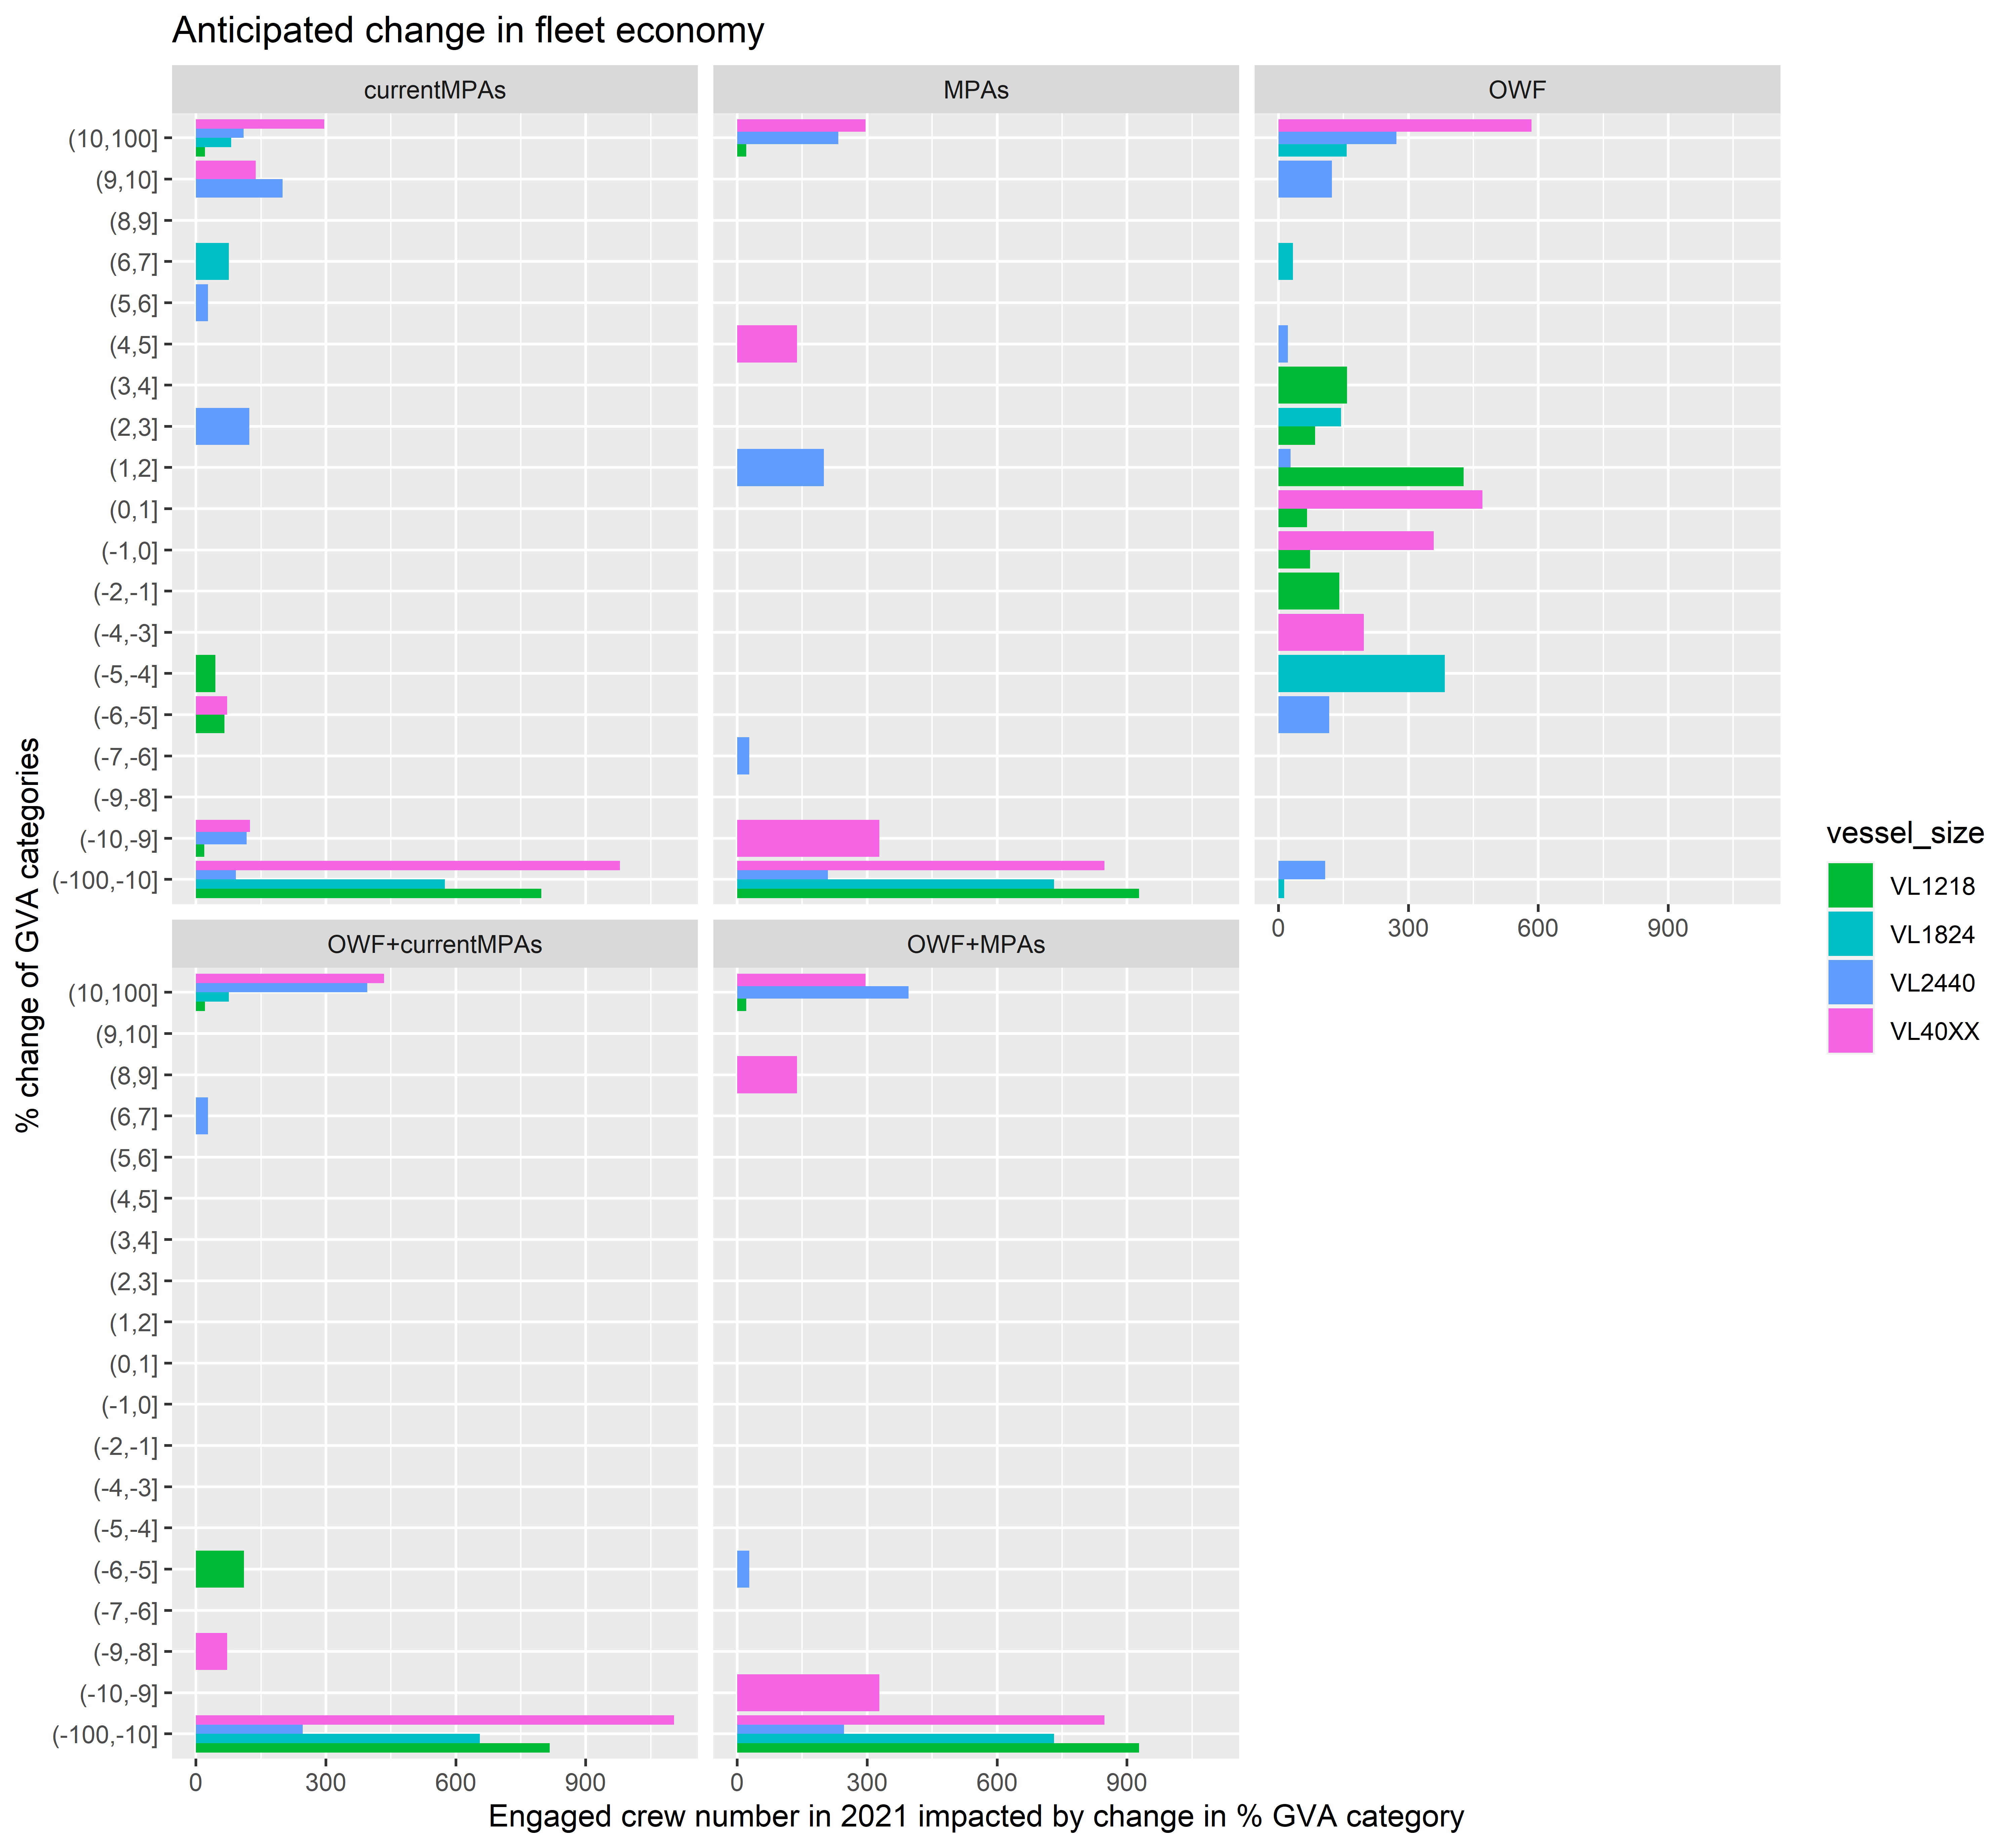 Anticipated change in fleet economy
currentMPAs
MPAs
OWF
(10,100]
(9,10]
(8,9]
(6,7]
(5,6]
(4,5]
(3,4]
(2,3]
(1,2]
(0,1]
(-1,0]
(-2,-1]
(-4,-3]
(-5,-4]
(-6,-5]
(-7,-6]
(-9,-8]
(-10,-9]
(-100,-10]
0 300 600 900
OWF+currentMPAs
OWF+MPAs
(10,100]
(9,10]
(8,9]
(6,7]
(5,6]
(4,5]
(3,4]
(2,3]
(1,2]
(0,1]
(-1,0]
(-2,-1]
(-4,-3]
(-5,-4]
(-6,-5]
(-7,-6]
(-9,-8]
(-10,-9]
(-100,-10]
0 300 600 900
0 300 600 900
% change of GVA categories
Engaged crew number in 2021 impacted by change in % GVA category
vessel_size
VL1218
VL1824
VL2440
VL40XX